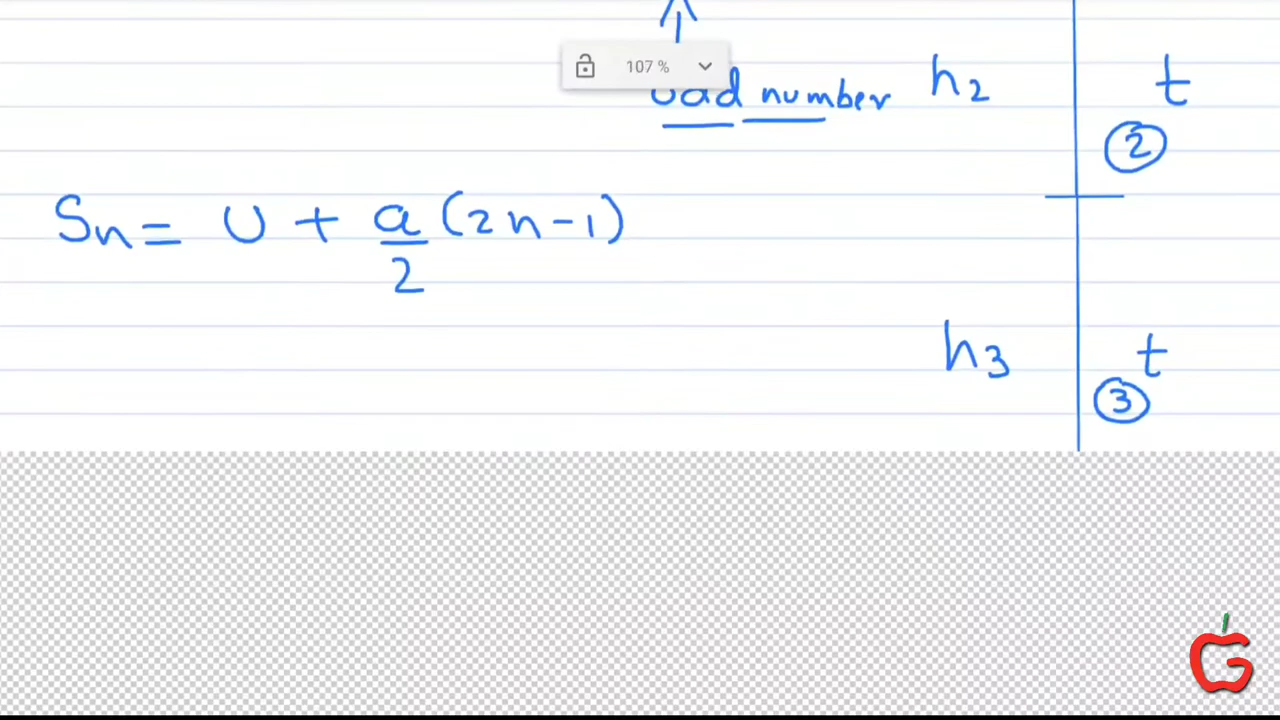 107 %
odd number
h2
t
2
Sn = U + a/2 (2n-1)
h3
t
3
G